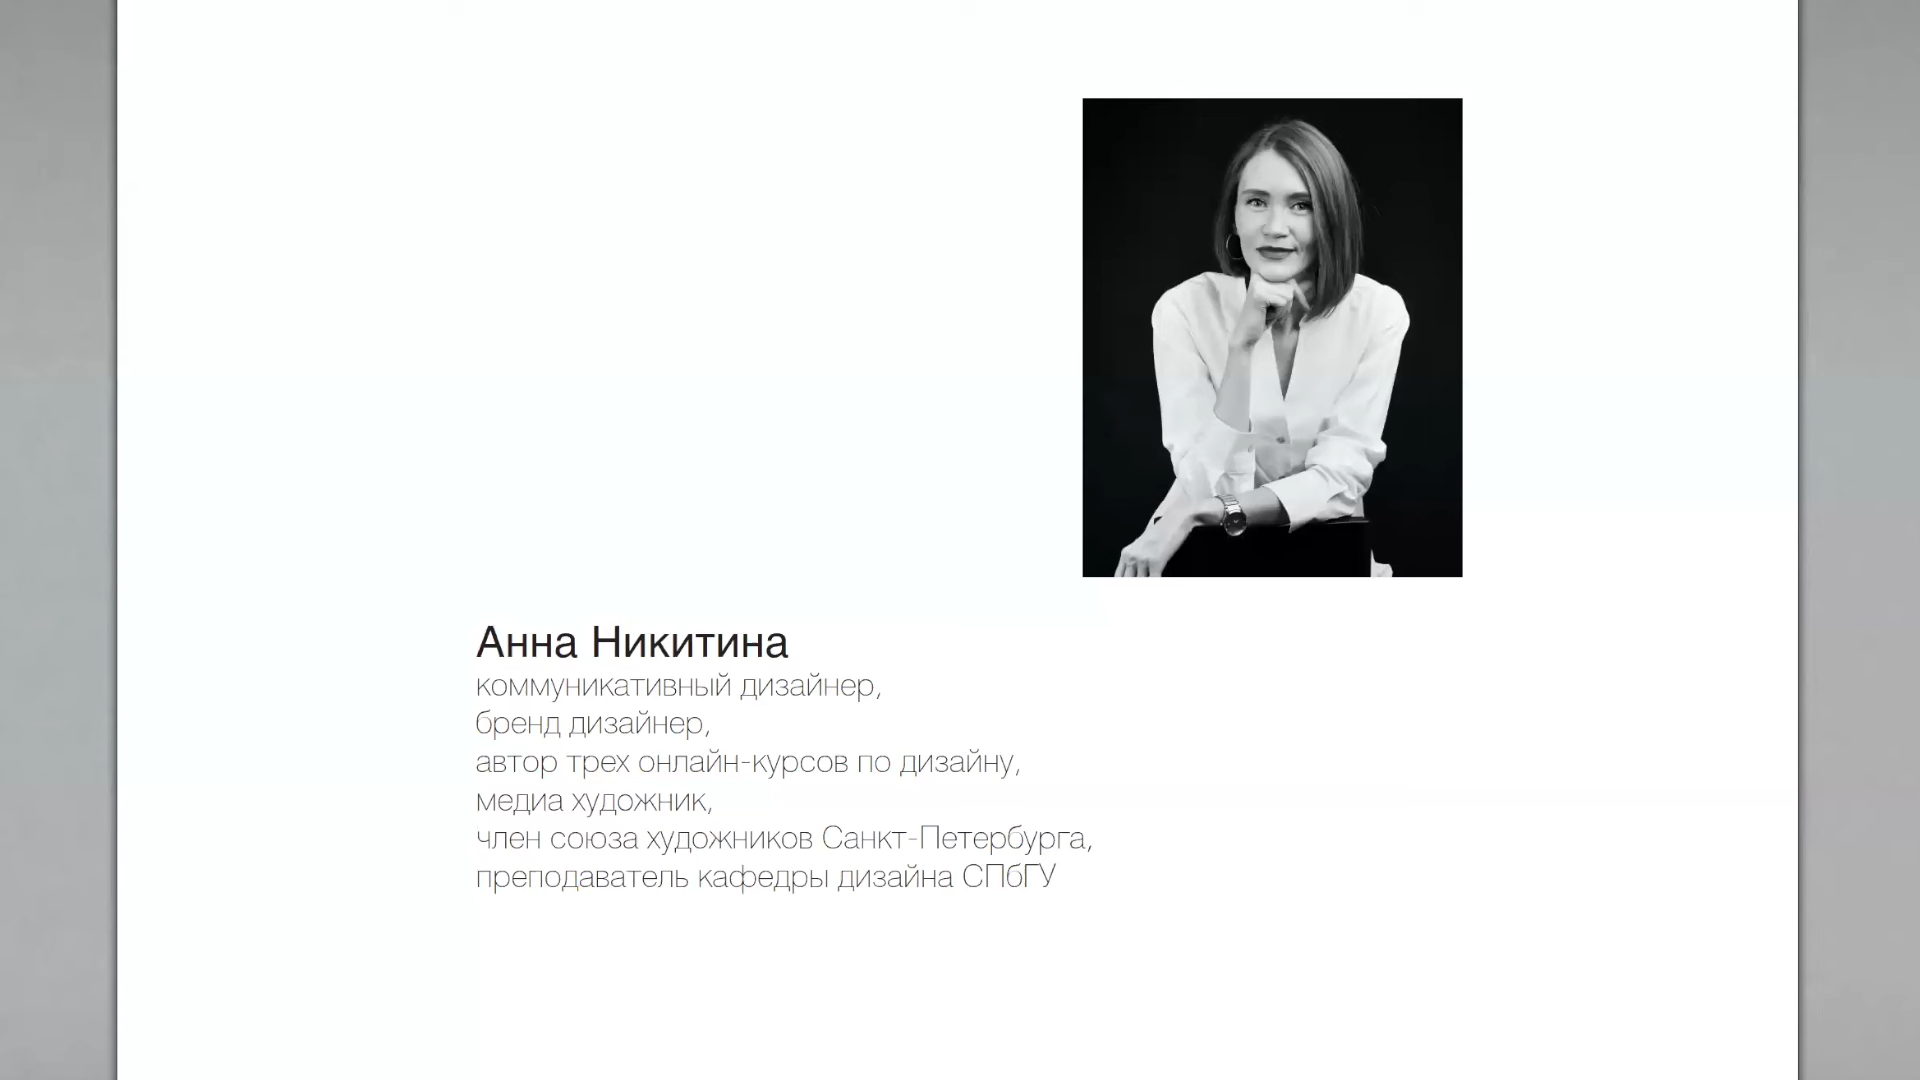 Анна Никитина
коммуникативный дизайнер,
бренд дизайнер,
автор трех онлайн-курсов по дизайну,
медиа художник,
член союза художников Санкт-Петербурга,
преподаватель кафедры дизайна СПбГУ